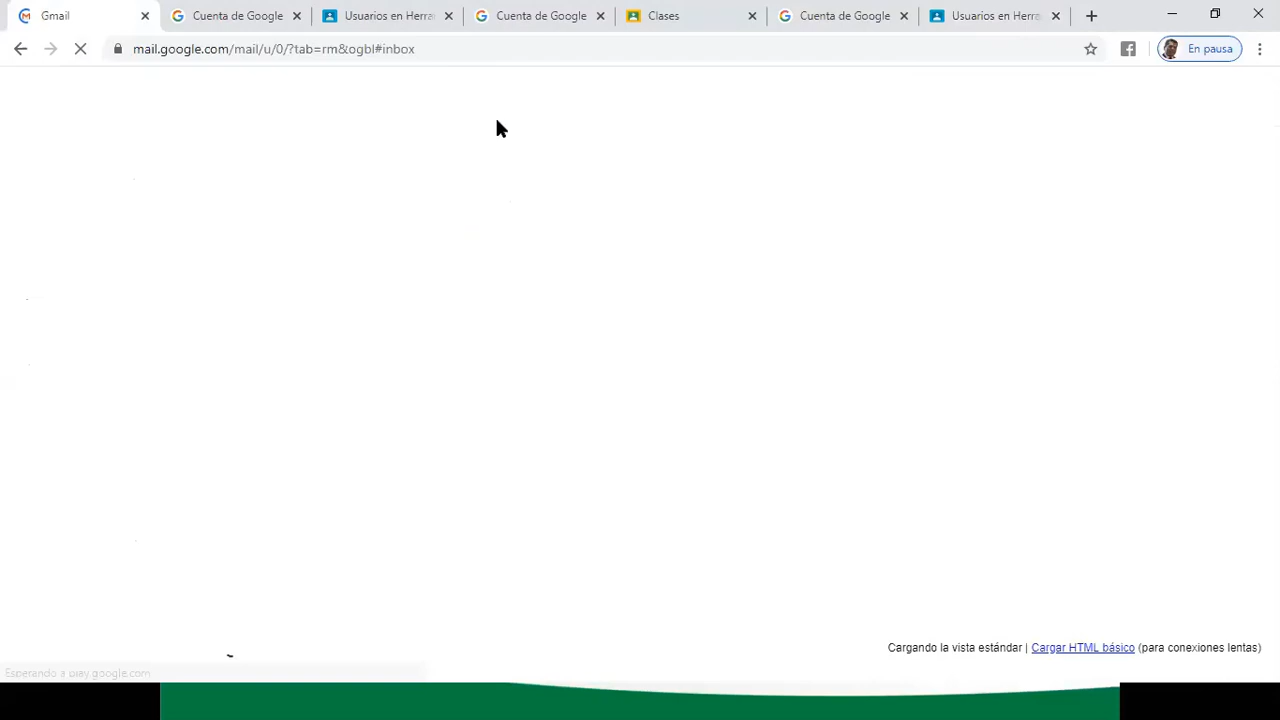 Gmail
Cuenta de Google
Usuarios en Herra
Cuenta de Google
Clases
Cuenta de Google
Usuarios en Herra
mail.google.com/mail/u/0/?tab=rm&ogbl#inbox
En pausa
Cargando la vista estándar | Cargar HTML básico (para conexiones lentas)
Esperando a play.google.com